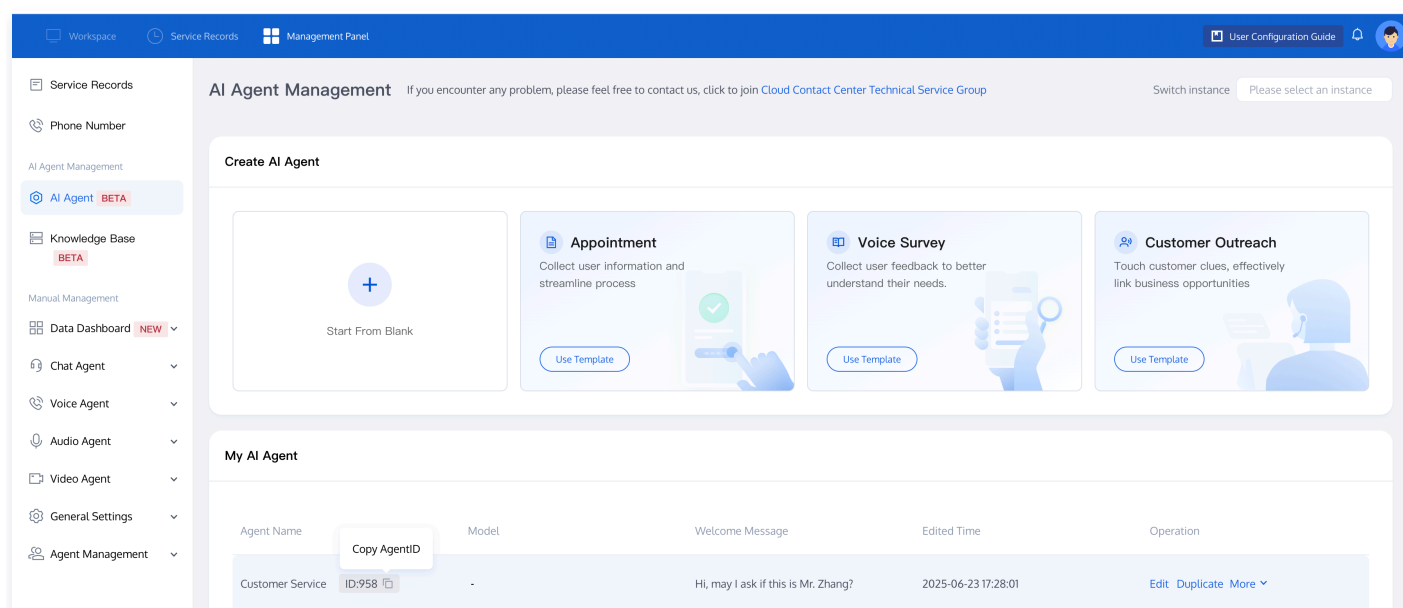 Workspace
Service Records
Management Panel
User Configuration Guide
Service Records
Phone Number
AI Agent Management
AI Agent BETA
Knowledge Base
BETA
Manual Management
Data Dashboard NEW
Chat Agent
Voice Agent
Audio Agent
Video Agent
General Settings
Agent Management
AI Agent Management
If you encounter any problem, please feel free to contact us, click to join Cloud Contact Center Technical Service Group
Switch instance
Please select an instance
Create AI Agent
Start From Blank
Appointment
Collect user information and
streamline process
Use Template
Voice Survey
Collect user feedback to better
understand their needs.
Use Template
Customer Outreach
Touch customer clues, effectively
link business opportunities
Use Template
My AI Agent
Agent Name
Model
Welcome Message
Edited Time
Operation
Copy AgentID
Customer Service
ID:958
-
Hi, may I ask if this is Mr. Zhang?
2025-06-23 17:28:01
Edit Duplicate More